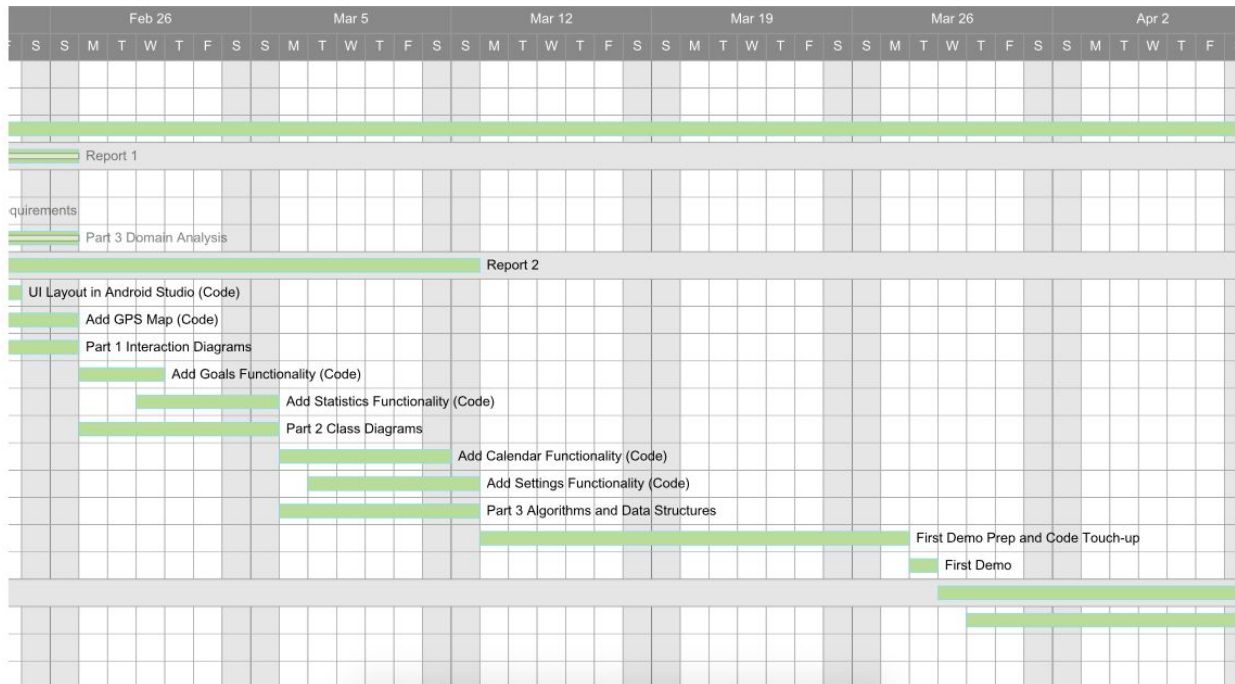 Feb 26 Mar 5 Mar 12 Mar 19 Mar 26 Apr 2
S S M T W T F S S M T W T F S S M T W T F S S M T W T F S S M T W T F S S M T W T F
Report 1
quirements
Part 3 Domain Analysis
Report 2
UI Layout in Android Studio (Code)
Add GPS Map (Code)
Part 1 Interaction Diagrams
Add Goals Functionality (Code)
Add Statistics Functionality (Code)
Part 2 Class Diagrams
Add Calendar Functionality (Code)
Add Settings Functionality (Code)
Part 3 Algorithms and Data Structures
First Demo Prep and Code Touch-up
First Demo